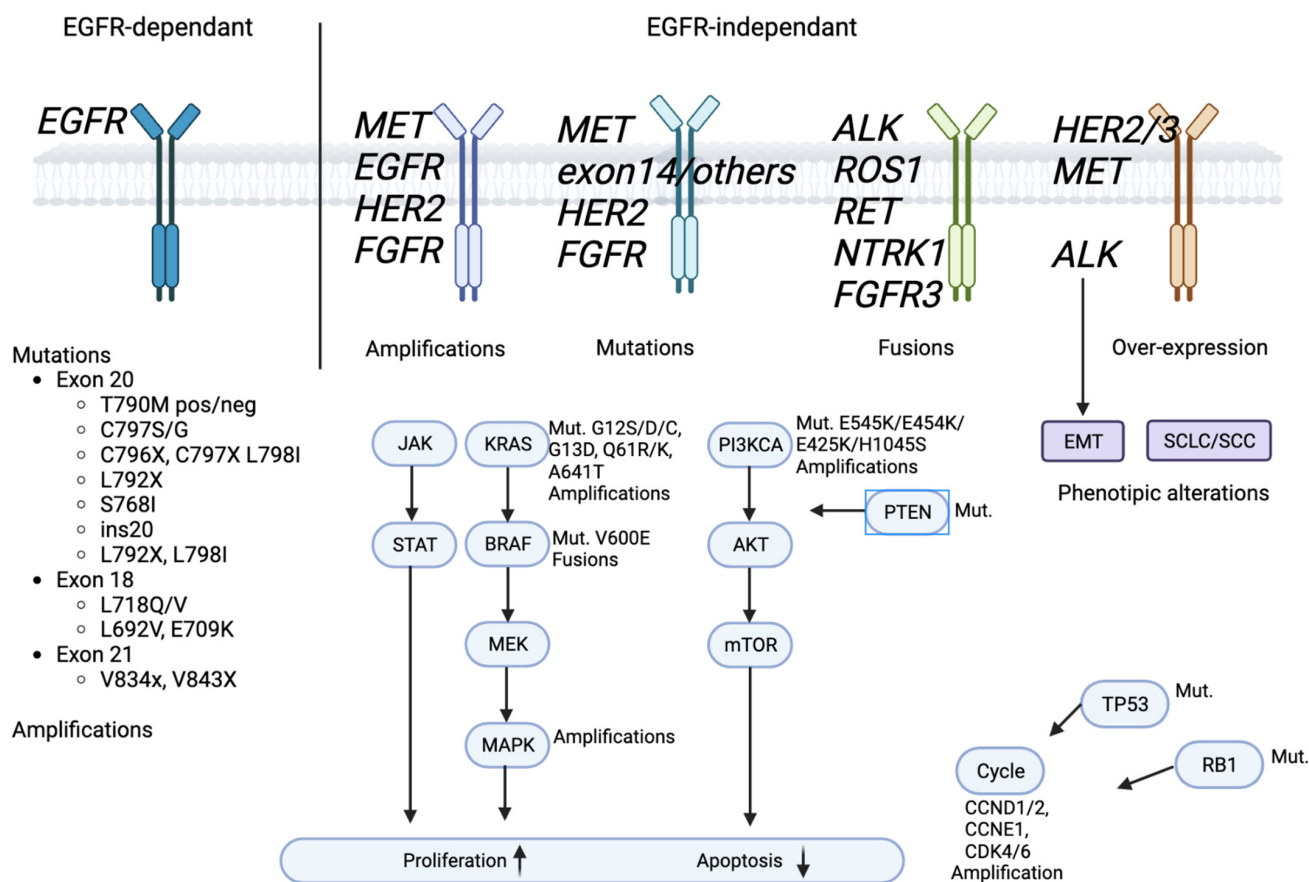 EGFR-dependant
EGFR-independant
EGFR
MET
EGFR
HER2
FGFR
MET
exon14/others
HER2
FGFR
ALK
ROS1
RET
NTRK1
FGFR3
HER2/3
MET
ALK
Amplifications
Mutations
Fusions
Over-expression
Mutations
• Exon 20
○ T790M pos/neg
○ C797S/G
○ C796X, C797X L798I
○ L792X
○ S768I
○ ins20
○ L792X, L798I
• Exon 18
○ L718Q/V
○ L692V, E709K
• Exon 21
○ V834x, V843X
Amplifications
JAK
STAT
KRAS
Mut. G12S/D/C,
G13D, Q61R/K,
A641T
Amplifications
BRAF
Mut. V600E
Fusions
MEK
MAPK
Amplifications
PI3KCA
Mut. E545K/E454K/
E425K/H1045S
Amplifications
PTEN
Mut.
AKT
mTOR
EMT
SCLC/SCC
Phenotipic alterations
TP53
Mut.
RB1
Mut.
Cycle
CCND1/2,
CCNE1,
CDK4/6
Amplification
Proliferation
Apoptosis